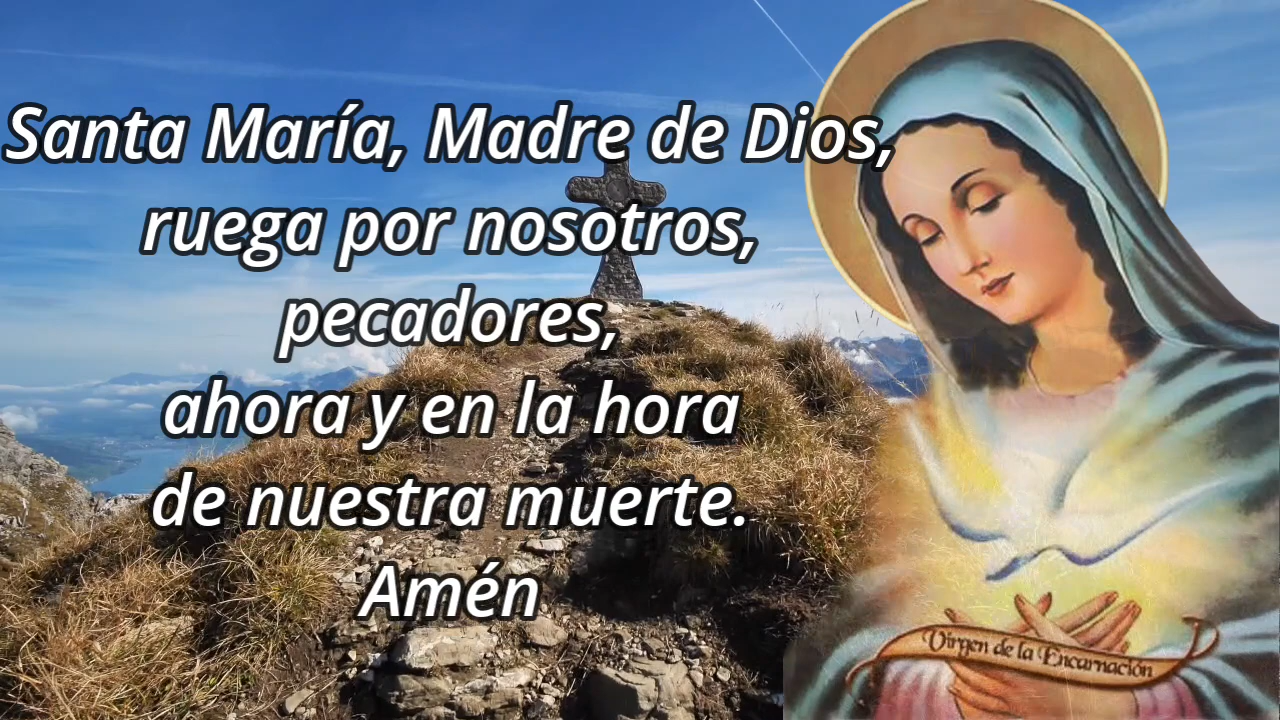 Santa María, Madre de Dios,
ruega por nosotros,
pecadores,
ahora y en la hora
de nuestra muerte.
Amén
Virgen de la Encarnación